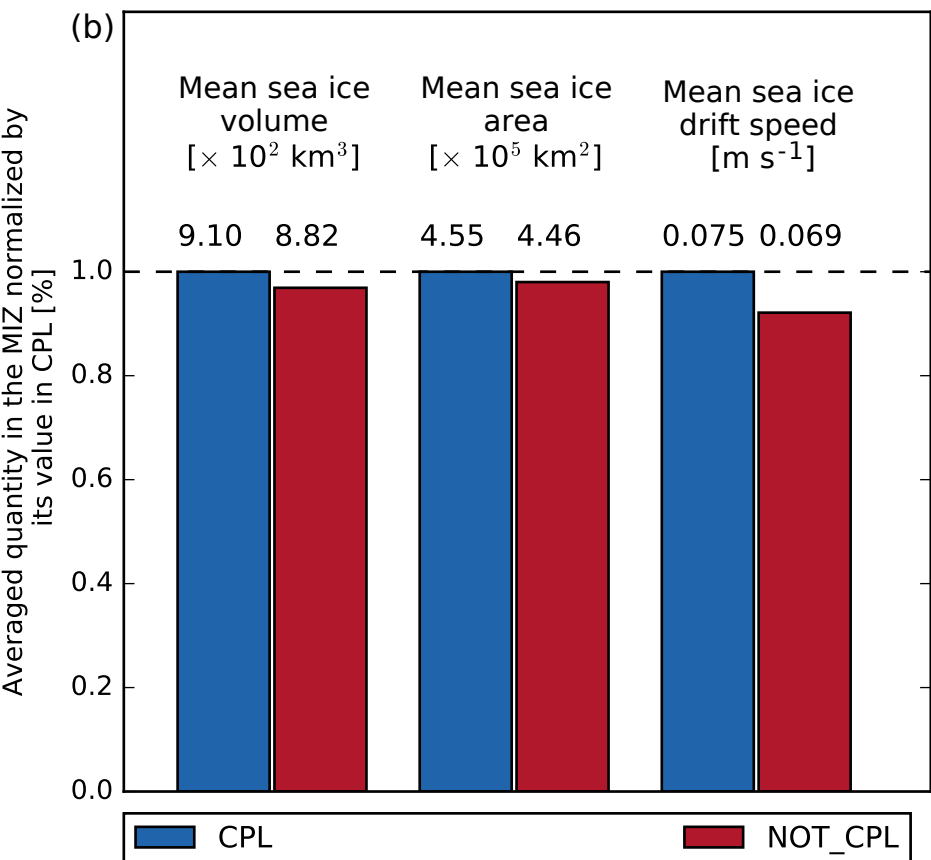 (b)
Averaged quantity in the MIZ normalized by
its value in CPL [%]
Mean sea ice
volume
[× 10² km³]
Mean sea ice
area
[× 10⁵ km²]
Mean sea ice
drift speed
[m s⁻¹]
9.10 8.82 4.55 4.46 0.075 0.069
1.0
0.8
0.6
0.4
0.2
0.0
CPL NOT_CPL